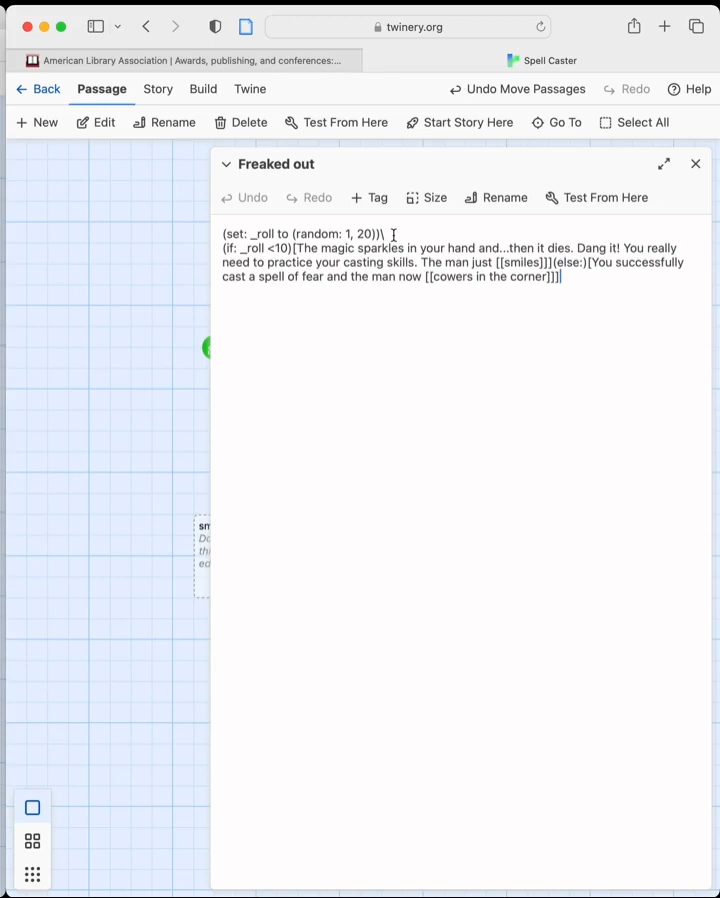 twinery.org
American Library Association | Awards, publishing, and conferences:...
Spell Caster
Back Passage Story Build Twine Undo Move Passages Redo Help
New Edit Rename Delete Test From Here Start Story Here Go To Select All
Freaked out
Undo Redo Tag Size Rename Test From Here
(set: _roll to (random: 1, 20))\
(if: _roll <10)[The magic sparkles in your hand and...then it dies. Dang it! You really
need to practice your casting skills. The man just [[smiles]]](else:)[You successfully
cast a spell of fear and the man now [[cowers in the corner]]]